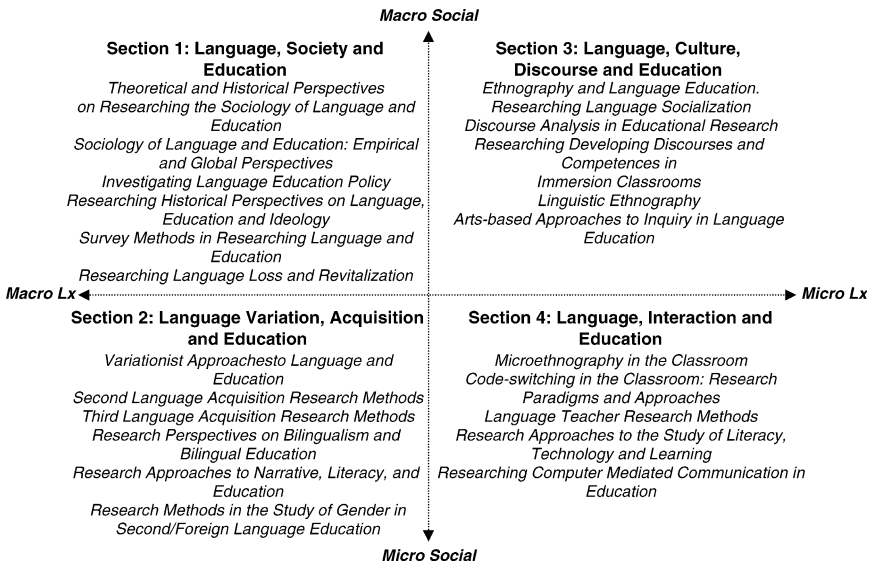 Macro Social
Section 1: Language, Society and
Education
Theoretical and Historical Perspectives
on Researching the Sociology of Language and
Education
Sociology of Language and Education: Empirical
and Global Perspectives
Investigating Language Education Policy
Researching Historical Perspectives on Language,
Education and Ideology
Survey Methods in Researching Language and
Education
Researching Language Loss and Revitalization
Section 3: Language, Culture,
Discourse and Education
Ethnography and Language Education.
Researching Language Socialization
Discourse Analysis in Educational Research
Researching Developing Discourses and
Competences in
Immersion Classrooms
Linguistic Ethnography
Arts-based Approaches to Inquiry in Language
Education
Macro Lx
Micro Lx
Section 2: Language Variation, Acquisition
and Education
Variationist Approachesto Language and
Education
Second Language Acquisition Research Methods
Third Language Acquisition Research Methods
Research Perspectives on Bilingualism and
Bilingual Education
Research Approaches to Narrative, Literacy, and
Education
Research Methods in the Study of Gender in
Second/Foreign Language Education
Section 4: Language, Interaction and
Education
Microethnography in the Classroom
Code-switching in the Classroom: Research
Paradigms and Approaches
Language Teacher Research Methods
Research Approaches to the Study of Literacy,
Technology and Learning
Researching Computer Mediated Communication in
Education
Micro Social